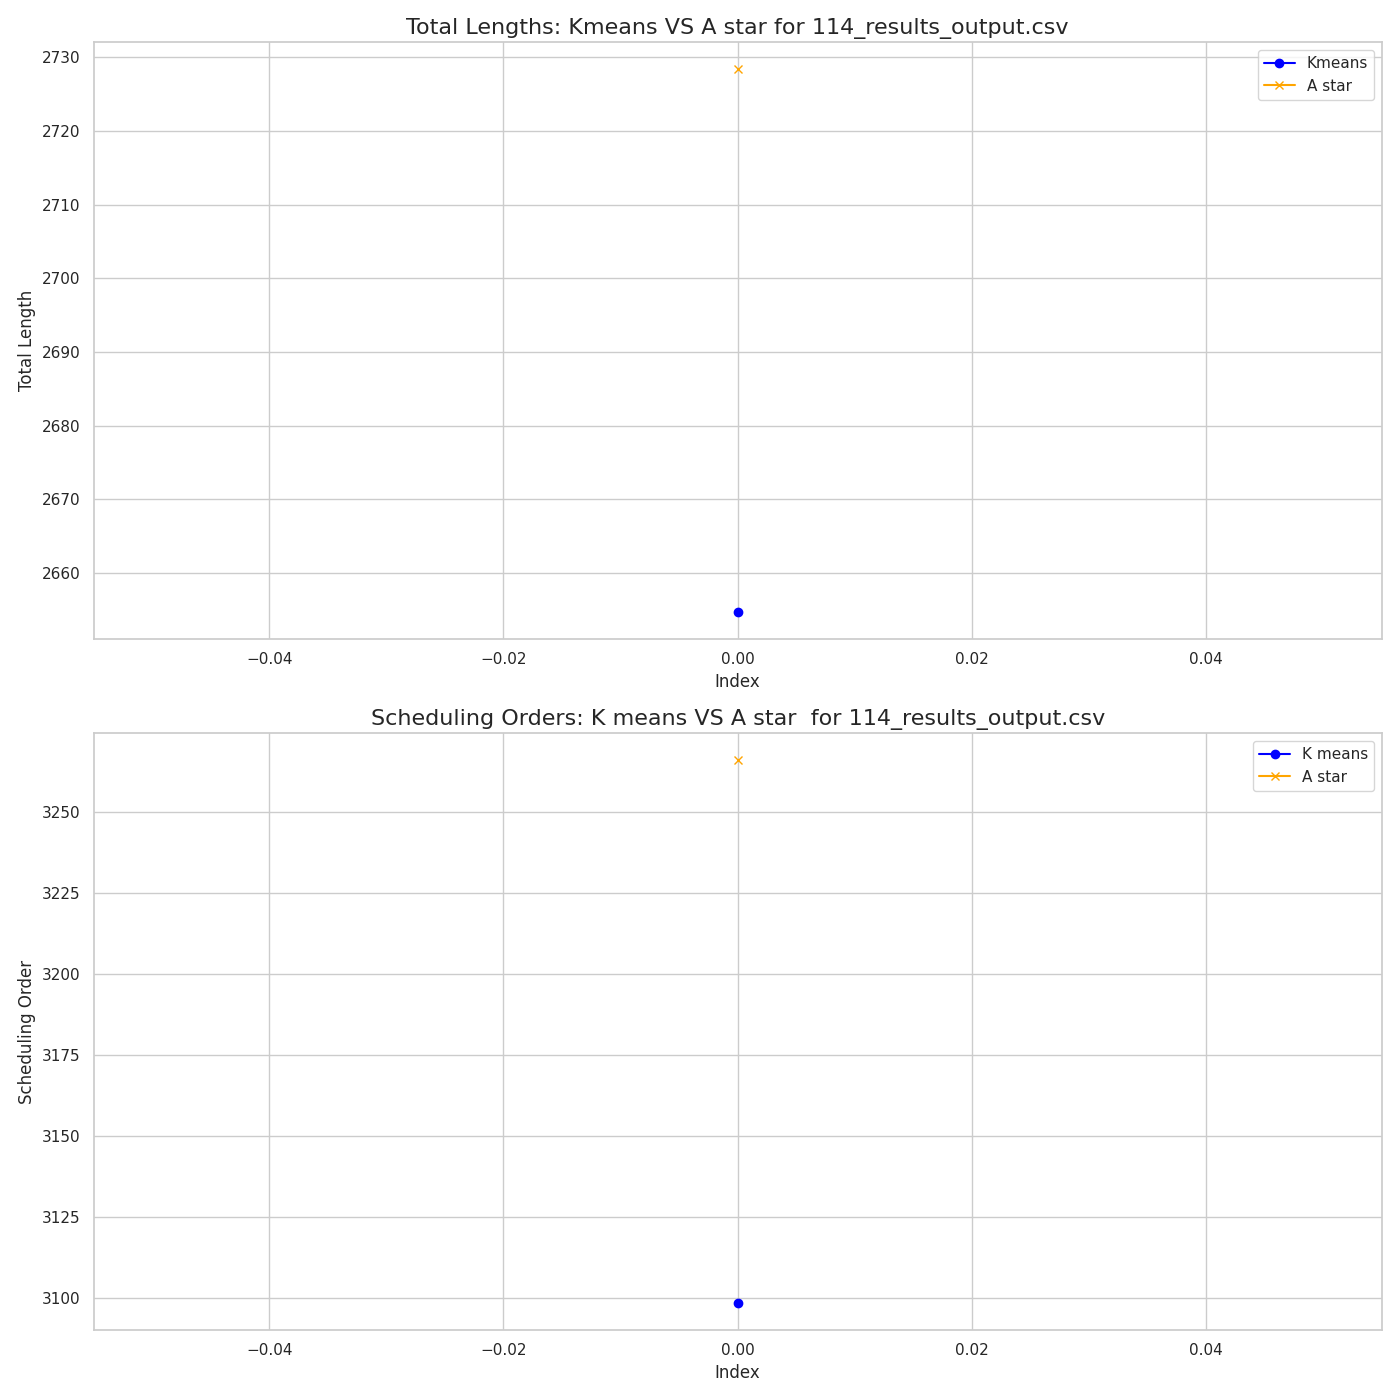 Total Lengths: Kmeans VS A star for 114_results_output.csv
2730
2720
2710
2700
2690
2680
2670
2660
Total Length
Kmeans
A star
−0.04 −0.02 0.00 0.02 0.04
Index
Scheduling Orders: K means VS A star  for 114_results_output.csv
3250
3225
3200
3175
3150
3125
3100
Scheduling Order
K means
A star
−0.04 −0.02 0.00 0.02 0.04
Index